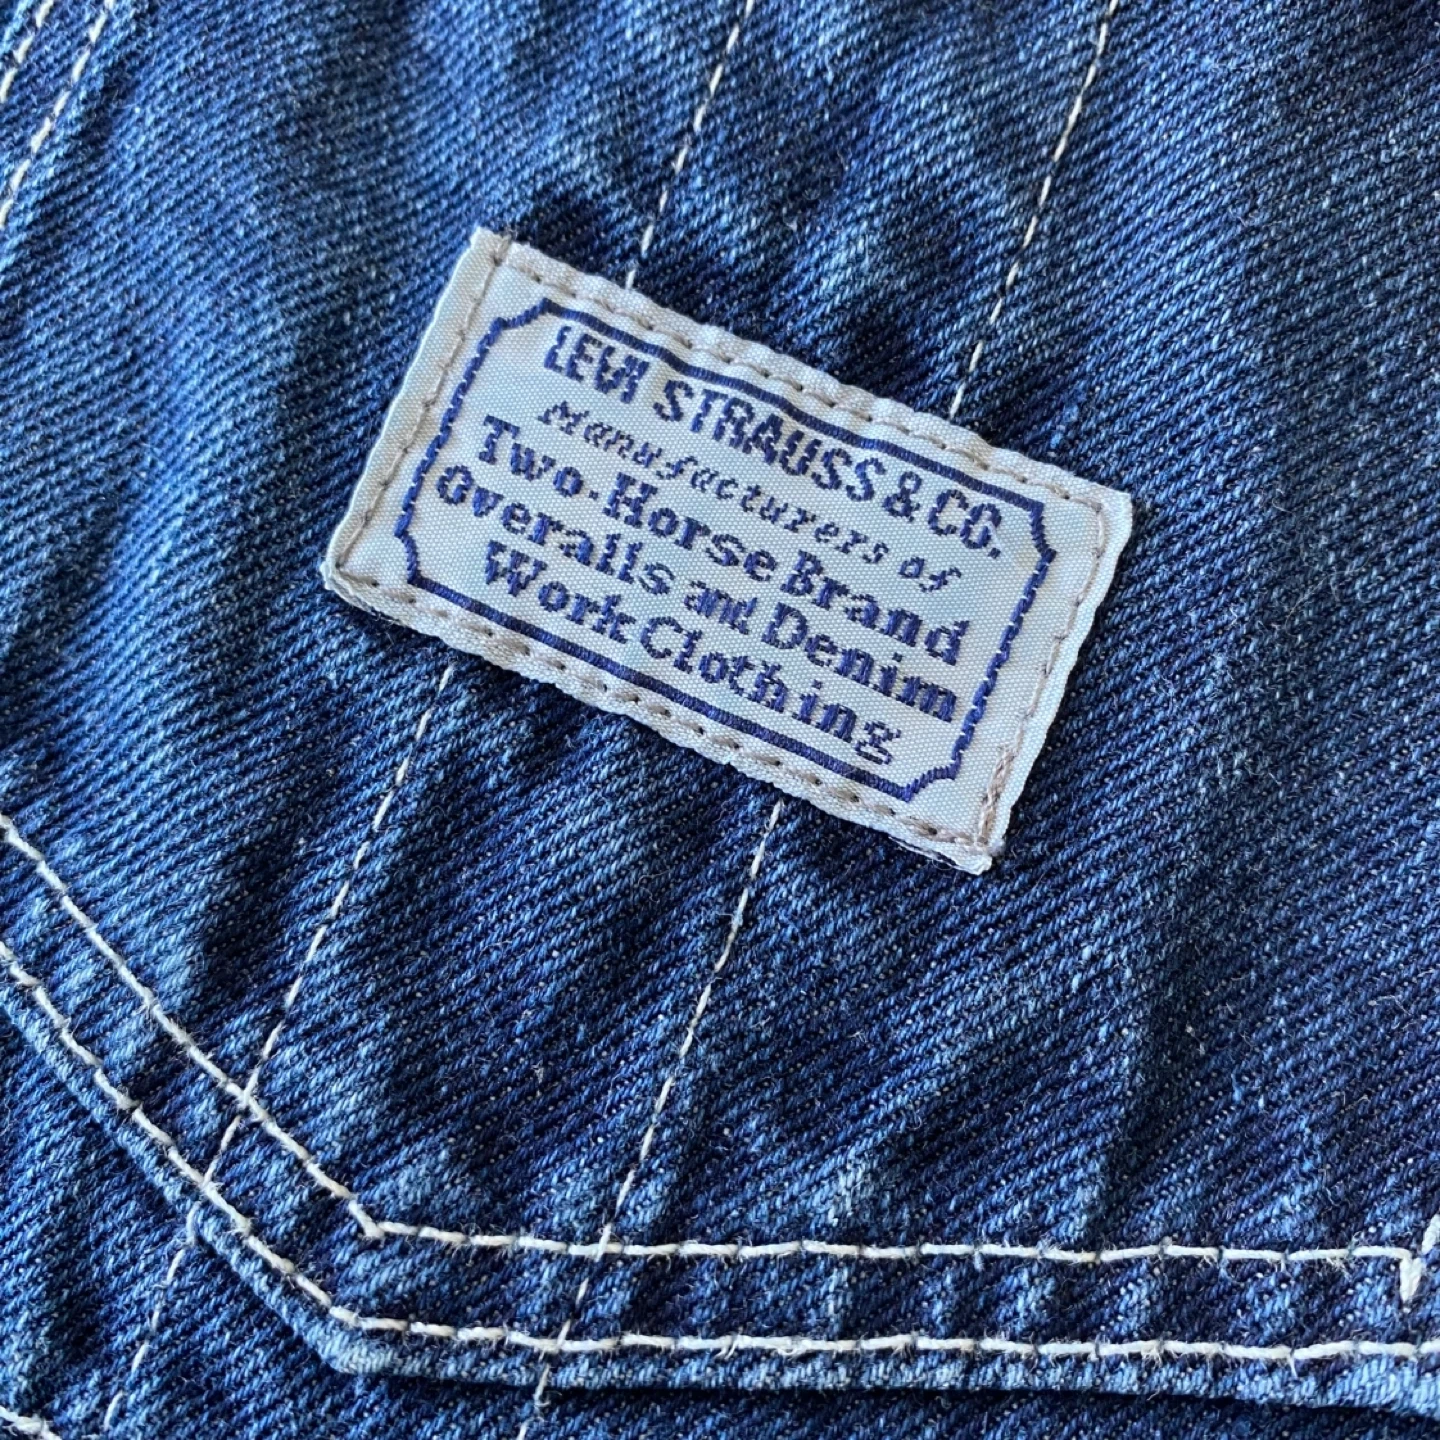 LEVI STRAUSS & CO.
Manufacturers of
Two-Horse Brand
Overalls and Denim
Work Clothing